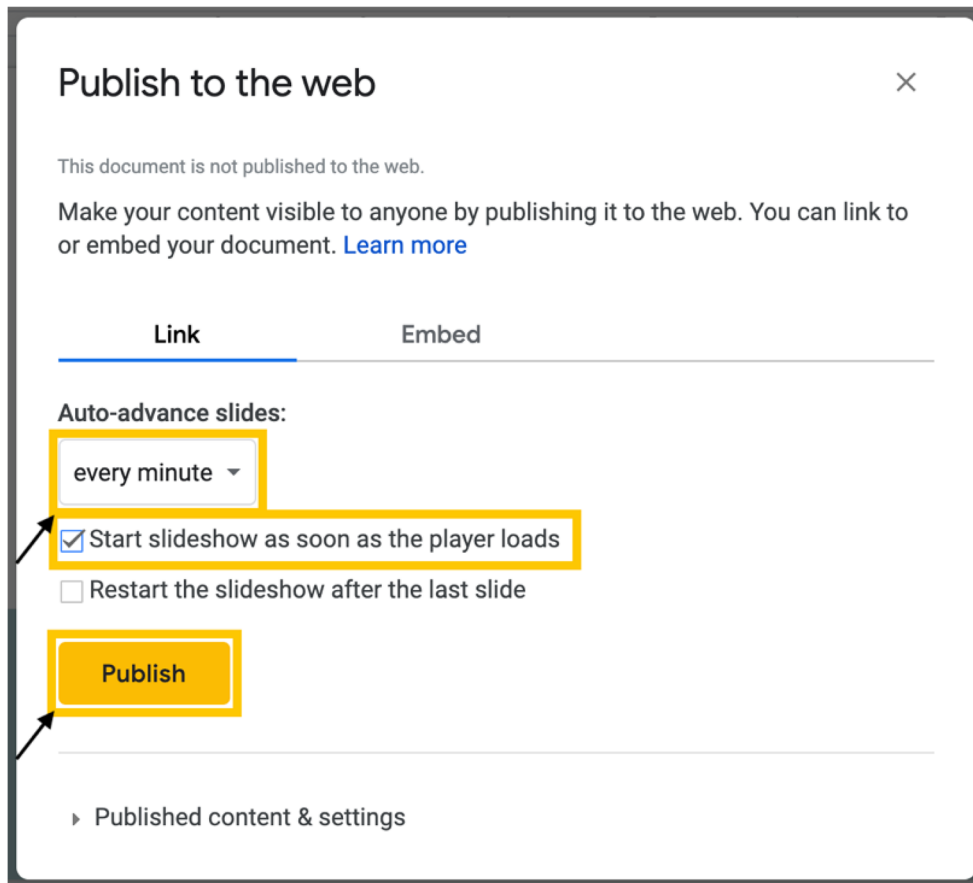 Publish to the web
This document is not published to the web.
Make your content visible to anyone by publishing it to the web. You can link to
or embed your document. Learn more
Link Embed
Auto-advance slides:
every minute
Start slideshow as soon as the player loads
Restart the slideshow after the last slide
Publish
Published content & settings